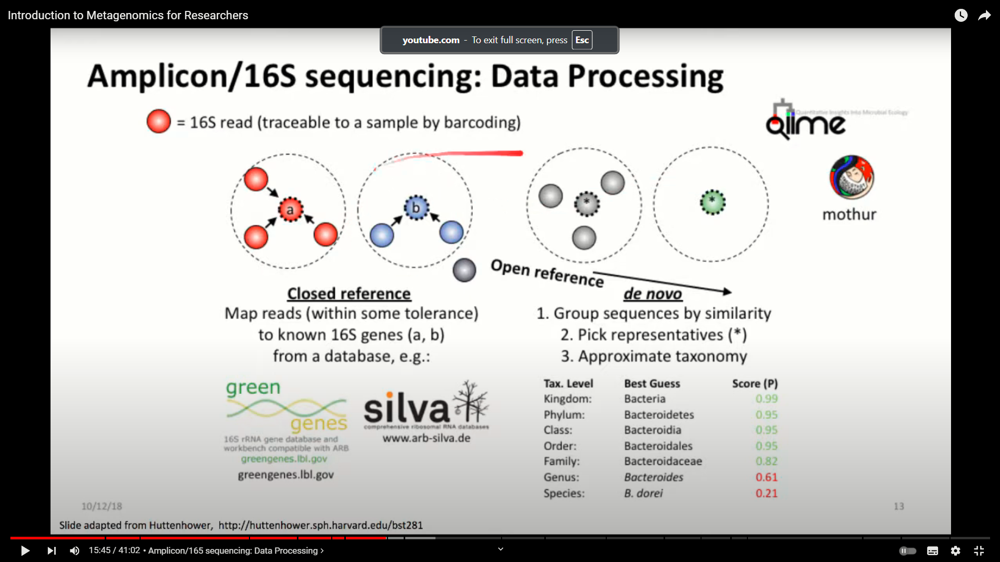 Introduction to Metagenomics for Researchers
youtube.com - To exit full screen, press Esc
Amplicon/16S sequencing: Data Processing
= 16S read (traceable to a sample by barcoding)
Quantitative Insights Into Microbial Ecology
QIIME
a
b
*
*
mothur
Open reference
Closed reference
Map reads (within some tolerance)
to known 16S genes (a, b)
from a database, e.g.:
de novo
1. Group sequences by similarity
2. Pick representatives (*)
3. Approximate taxonomy
green
genes
16S rRNA gene database and
workbench compatible with ARB
greengenes.lbl.gov
greengenes.lbl.gov
silva
comprehensive ribosomal RNA databases
www.arb-silva.de
Tax. Level Best Guess Score (P)
Kingdom: Bacteria 0.99
Phylum: Bacteroidetes 0.95
Class: Bacteroidia 0.95
Order: Bacteroidales 0.95
Family: Bacteroidaceae 0.82
Genus: Bacteroides 0.61
Species: B. dorei 0.21
10/12/18
13
Slide adapted from Huttenhower, http://huttenhower.sph.harvard.edu/bst281
15:45 / 41:02 • Amplicon/165 sequencing: Data Processing ›